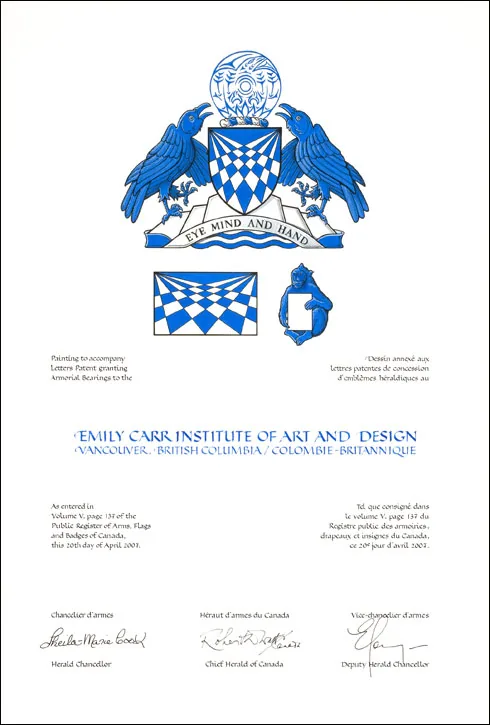 EYE MIND AND HAND
Painting to accompany
Letters Patent granting
Armorial Bearings to the
Dessin annexé aux
lettres patentes de concession
d'emblèmes héraldiques au
EMILY CARR INSTITUTE OF ART AND DESIGN
VANCOUVER, BRITISH COLUMBIA / COLOMBIE-BRITANNIQUE
As entered in
Volume V, page 137 of the
Public Register of Arms, Flags
and Badges of Canada,
this 20th day of April 2007.
Tel que consigné dans
le volume V, page 137 du
Registre public des armoiries,
drapeaux et insignes du Canada,
ce 20e jour d'avril 2007.
Chancelier d'armes
Héraut d'armes du Canada
Vice-chancelier d'armes
Sheila-Marie Cook
Herald Chancellor
Chief Herald of Canada
Deputy Herald Chancellor